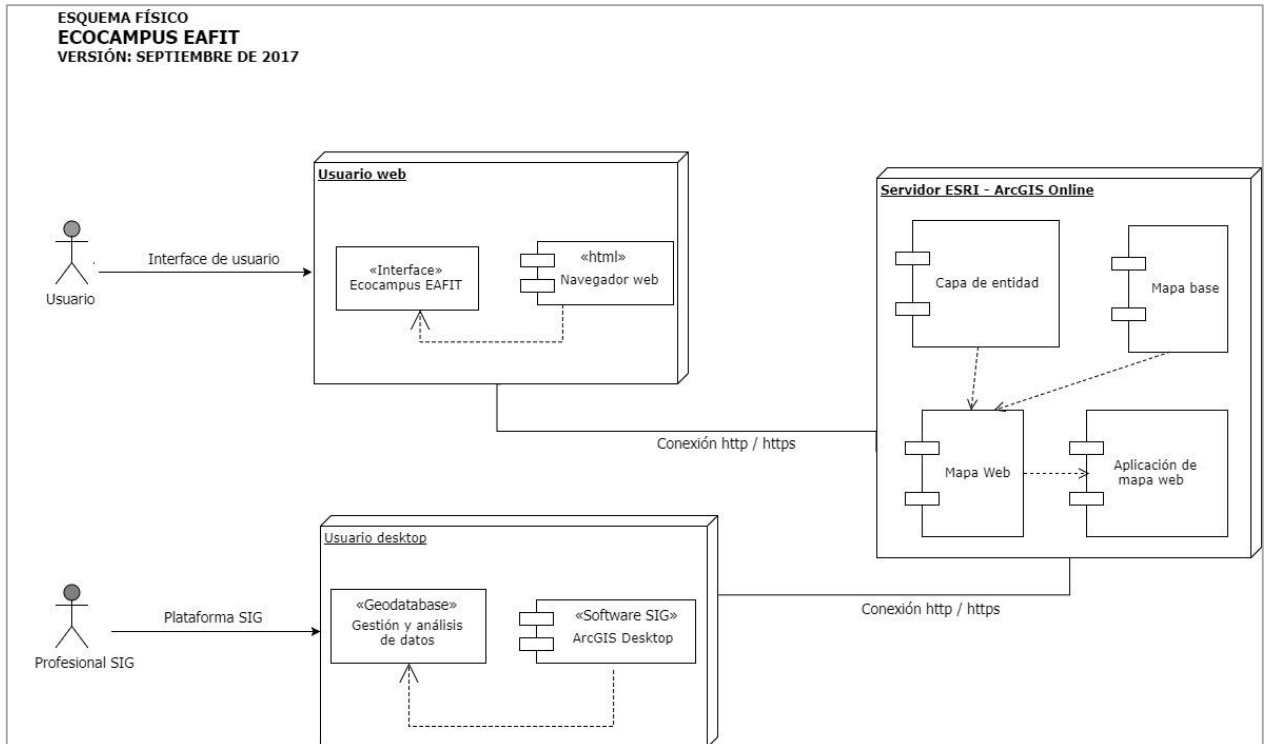 ESQUEMA FÍSICO
ECOCAMPUS EAFIT
VERSIÓN: SEPTIEMBRE DE 2017
Usuario web
Interface de usuario
Usuario
«Interface»
Ecocampus EAFIT
«html»
Navegador web
Servidor ESRI - ArcGIS Online
Capa de entidad
Mapa base
Mapa Web
Aplicación de
mapa web
Conexión http / https
Usuario desktop
Plataforma SIG
Profesional SIG
«Geodatabase»
Gestión y análisis
de datos
«Software SIG»
ArcGIS Desktop
Conexión http / https